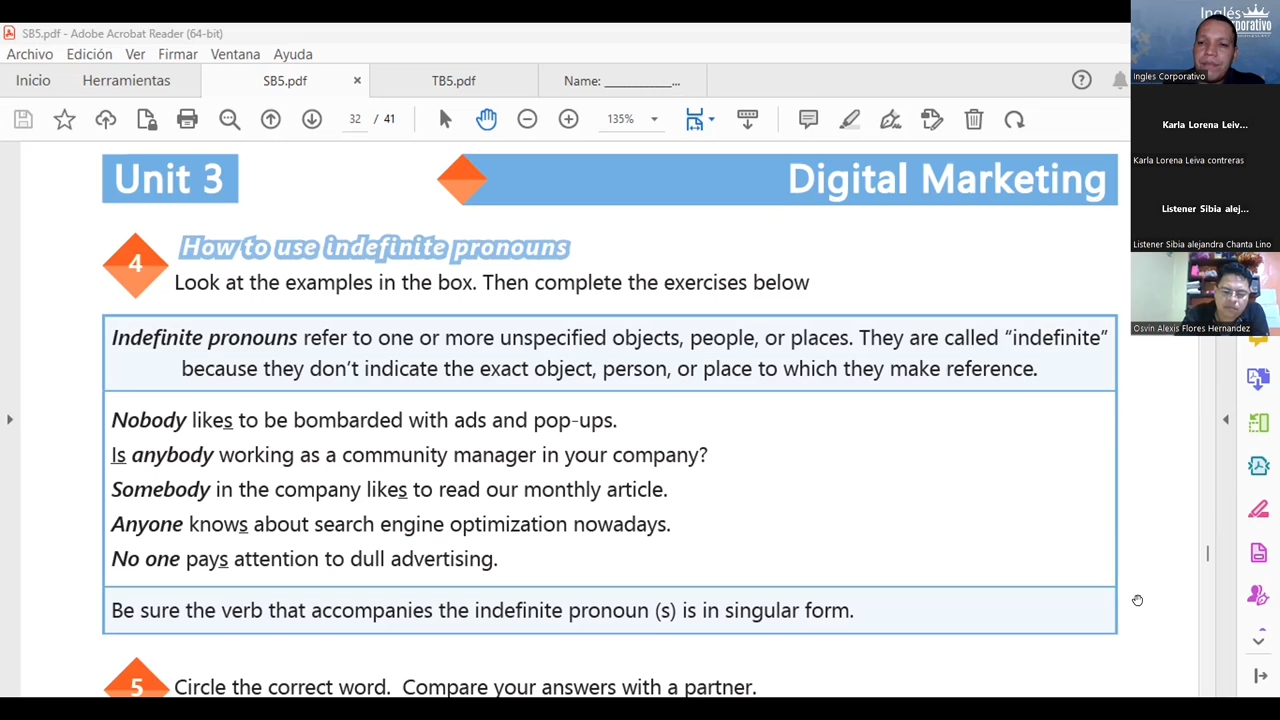 SB5.pdf - Adobe Acrobat Reader (64-bit)
Archivo Edición Ver Firmar Ventana Ayuda
Inicio Herramientas SB5.pdf × TB5.pdf Name: ____________...
32 / 41 135%
Unit 3 Digital Marketing
4 How to use indefinite pronouns
Look at the examples in the box. Then complete the exercises below
Indefinite pronouns refer to one or more unspecified objects, people, or places. They are called “indefinite”
because they don’t indicate the exact object, person, or place to which they make reference.
Nobody likes to be bombarded with ads and pop-ups.
Is anybody working as a community manager in your company?
Somebody in the company likes to read our monthly article.
Anyone knows about search engine optimization nowadays.
No one pays attention to dull advertising.
Be sure the verb that accompanies the indefinite pronoun (s) is in singular form.
5 Circle the correct word. Compare your answers with a partner.
Inglés
Ingles Corporativo
Karla Lorena Leiv...
Karla Lorena Leiva contreras
Listener Sibia alej...
Listener Sibia alejandra Chanta Lino
Osvin Alexis Flores Hernandez